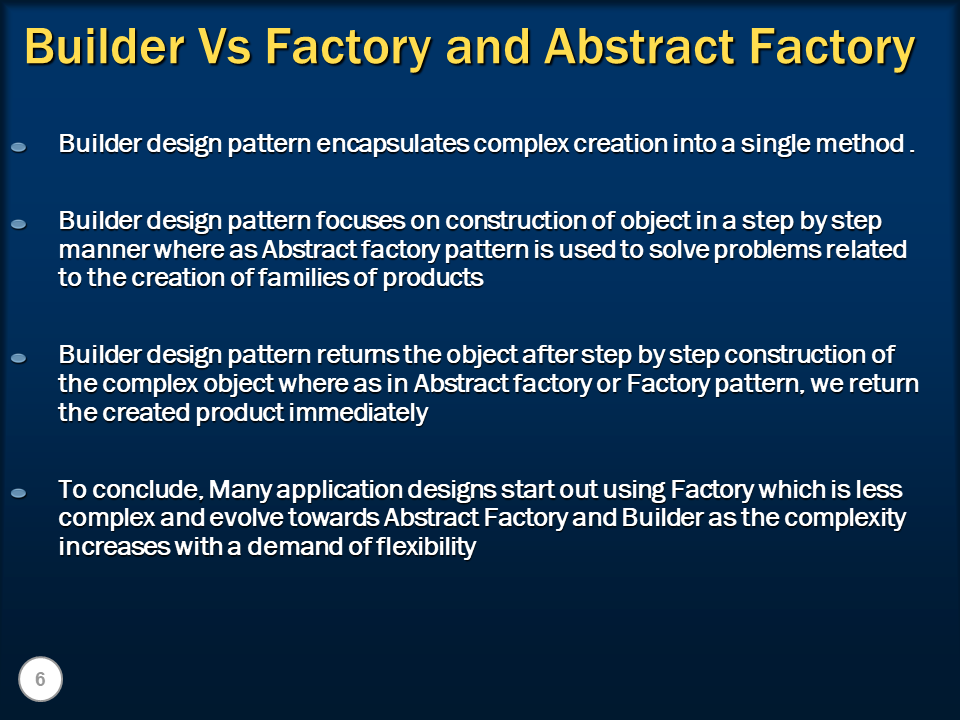 Builder Vs Factory and Abstract Factory
Builder design pattern encapsulates complex creation into a single method .
Builder design pattern focuses on construction of object in a step by step
manner where as Abstract factory pattern is used to solve problems related
to the creation of families of products
Builder design pattern returns the object after step by step construction of
the complex object where as in Abstract factory or Factory pattern, we return
the created product immediately
To conclude, Many application designs start out using Factory which is less
complex and evolve towards Abstract Factory and Builder as the complexity
increases with a demand of flexibility
6